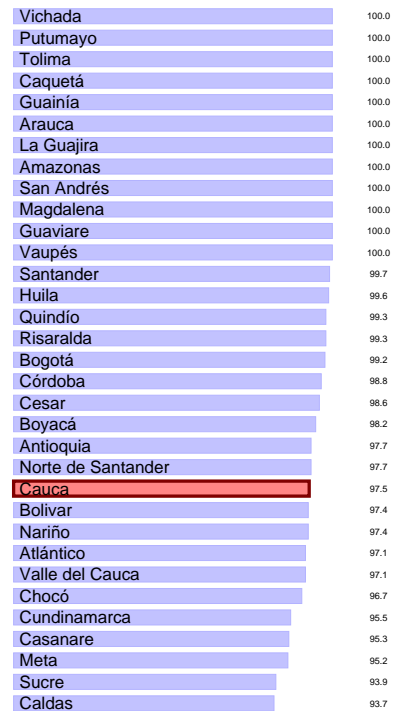 Vichada 100.0
Putumayo 100.0
Tolima 100.0
Caquetá 100.0
Guainía 100.0
Arauca 100.0
La Guajira 100.0
Amazonas 100.0
San Andrés 100.0
Magdalena 100.0
Guaviare 100.0
Vaupés 100.0
Santander 99.7
Huila 99.6
Quindío 99.3
Risaralda 99.3
Bogotá 99.2
Córdoba 98.8
Cesar 98.6
Boyacá 98.2
Antioquia 97.7
Norte de Santander 97.7
Cauca 97.5
Bolivar 97.4
Nariño 97.4
Atlántico 97.1
Valle del Cauca 97.1
Chocó 96.7
Cundinamarca 95.5
Casanare 95.3
Meta 95.2
Sucre 93.9
Caldas 93.7